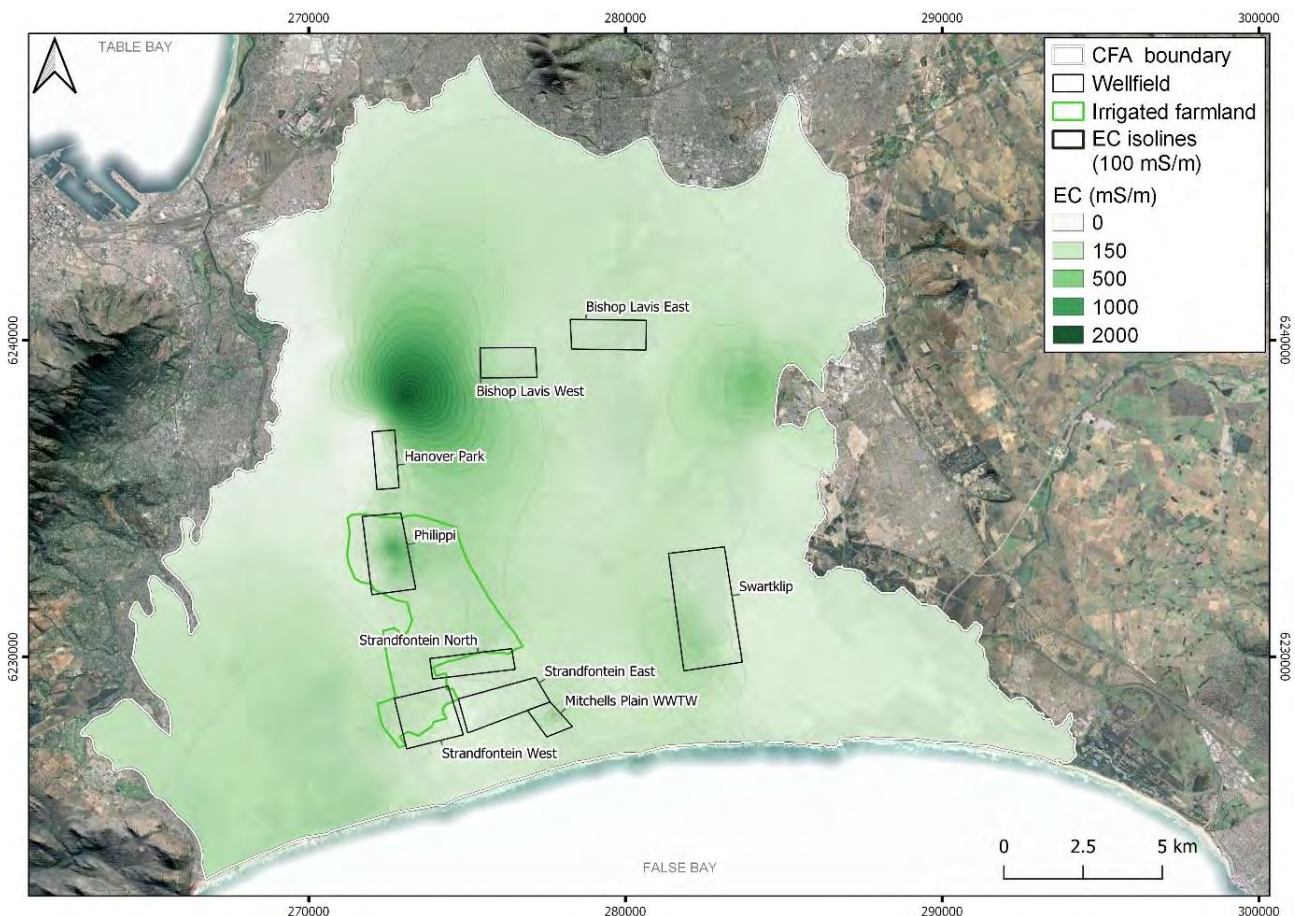 270000
280000
290000
300000
TABLE BAY
CFA boundary
Wellfield
Irrigated farmland
EC isolines
(100 mS/m)
EC (mS/m)
0
150
500
1000
2000
6240000
6240000
Bishop Lavis East
Bishop Lavis West
Hanover Park
Philippi
Swartklip
Strandfontein North
Strandfontein East
Mitchells Plain WWTW
Strandfontein West
6230000
6230000
0
2.5
5 km
FALSE BAY
270000
280000
290000
300000